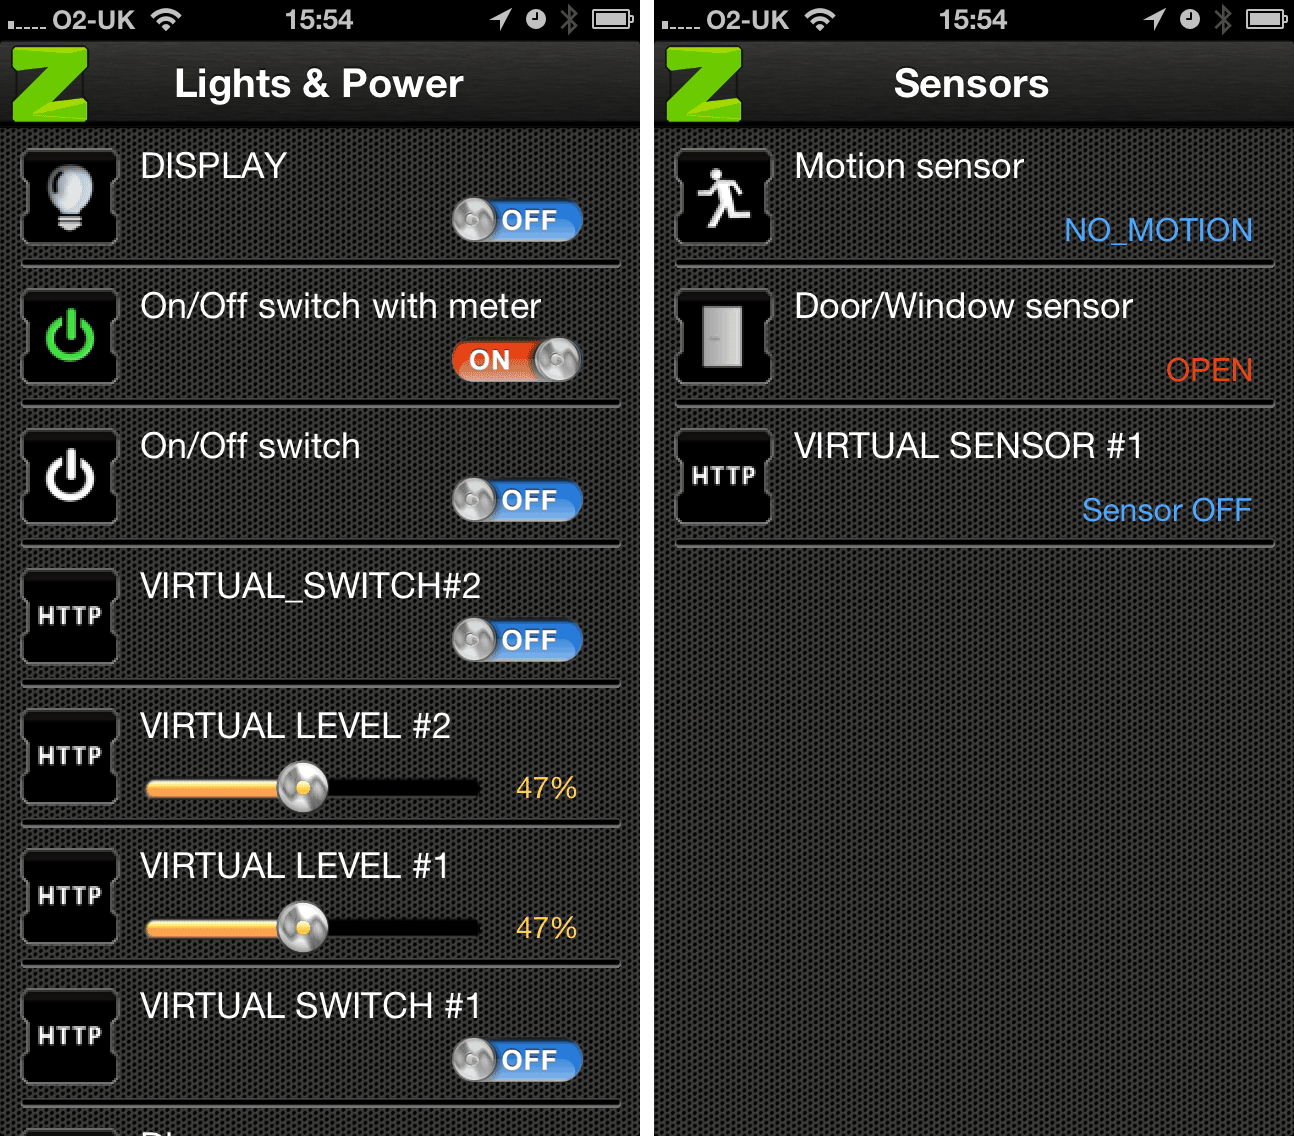 O2-UK 15:54
Lights & Power
DISPLAY
OFF
On/Off switch with meter
ON
On/Off switch
OFF
HTTP
VIRTUAL_SWITCH#2
OFF
HTTP
VIRTUAL LEVEL #2
47%
HTTP
VIRTUAL LEVEL #1
47%
HTTP
VIRTUAL SWITCH #1
OFF
O2-UK 15:54
Sensors
Motion sensor
NO_MOTION
Door/Window sensor
OPEN
HTTP
VIRTUAL SENSOR #1
Sensor OFF